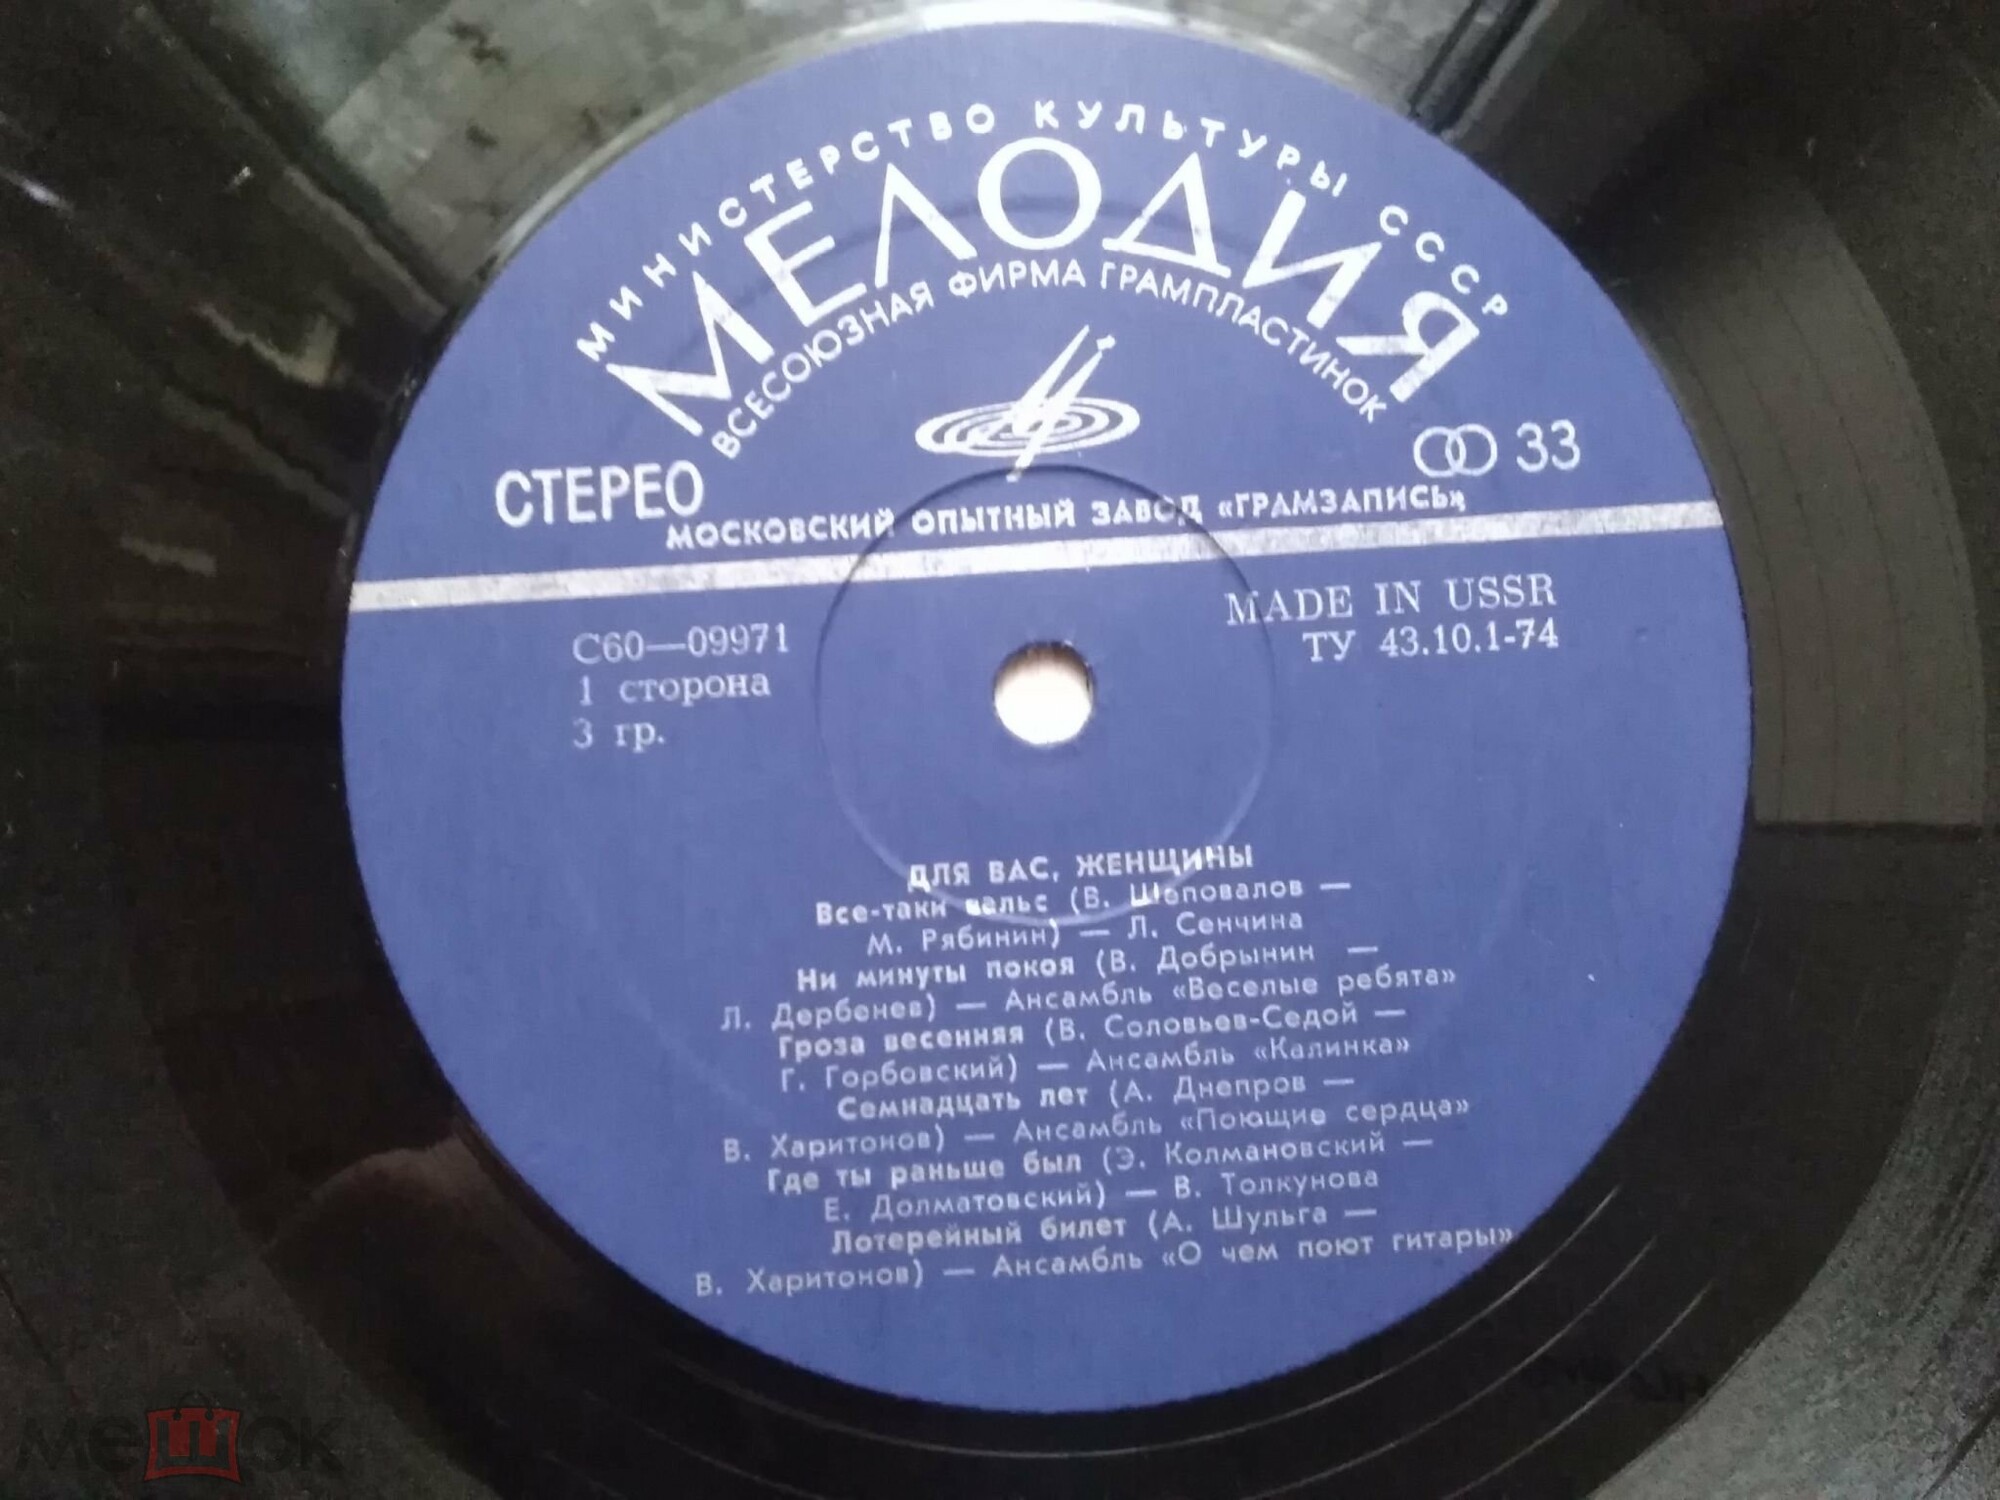 МИНИСТЕРСТВО КУЛЬТУРЫ СССР
МЕЛОДИЯ
ВСЕСОЮЗНАЯ ФИРМА ГРАМПЛАСТИНОК
СТЕРЕО
33
МОСКОВСКИЙ ОПЫТНЫЙ ЗАВОД «ГРАМЗАПИСЬ»
MADE IN USSR
ТУ 43.10.1-74
С60—09971
1 сторона
3 гр.
ДЛЯ ВАС, ЖЕНЩИНЫ
Все-таки вальс (В. Шеповалов —
М. Рябинин) — Л. Сенчина
Ни минуты покоя (В. Добрынин —
Л. Дербенев) — Ансамбль «Веселые ребята»
Гроза весенняя (В. Соловьев-Седой —
Г. Горбовский) — Ансамбль «Калинка»
Семнадцать лет (А. Днепров —
В. Харитонов) — Ансамбль «Поющие сердца»
Где ты раньше был (Э. Колмановский —
Е. Долматовский) — В. Толкунова
Лотерейный билет (А. Шульга —
В. Харитонов) — Ансамбль «О чем поют гитары»
мешок